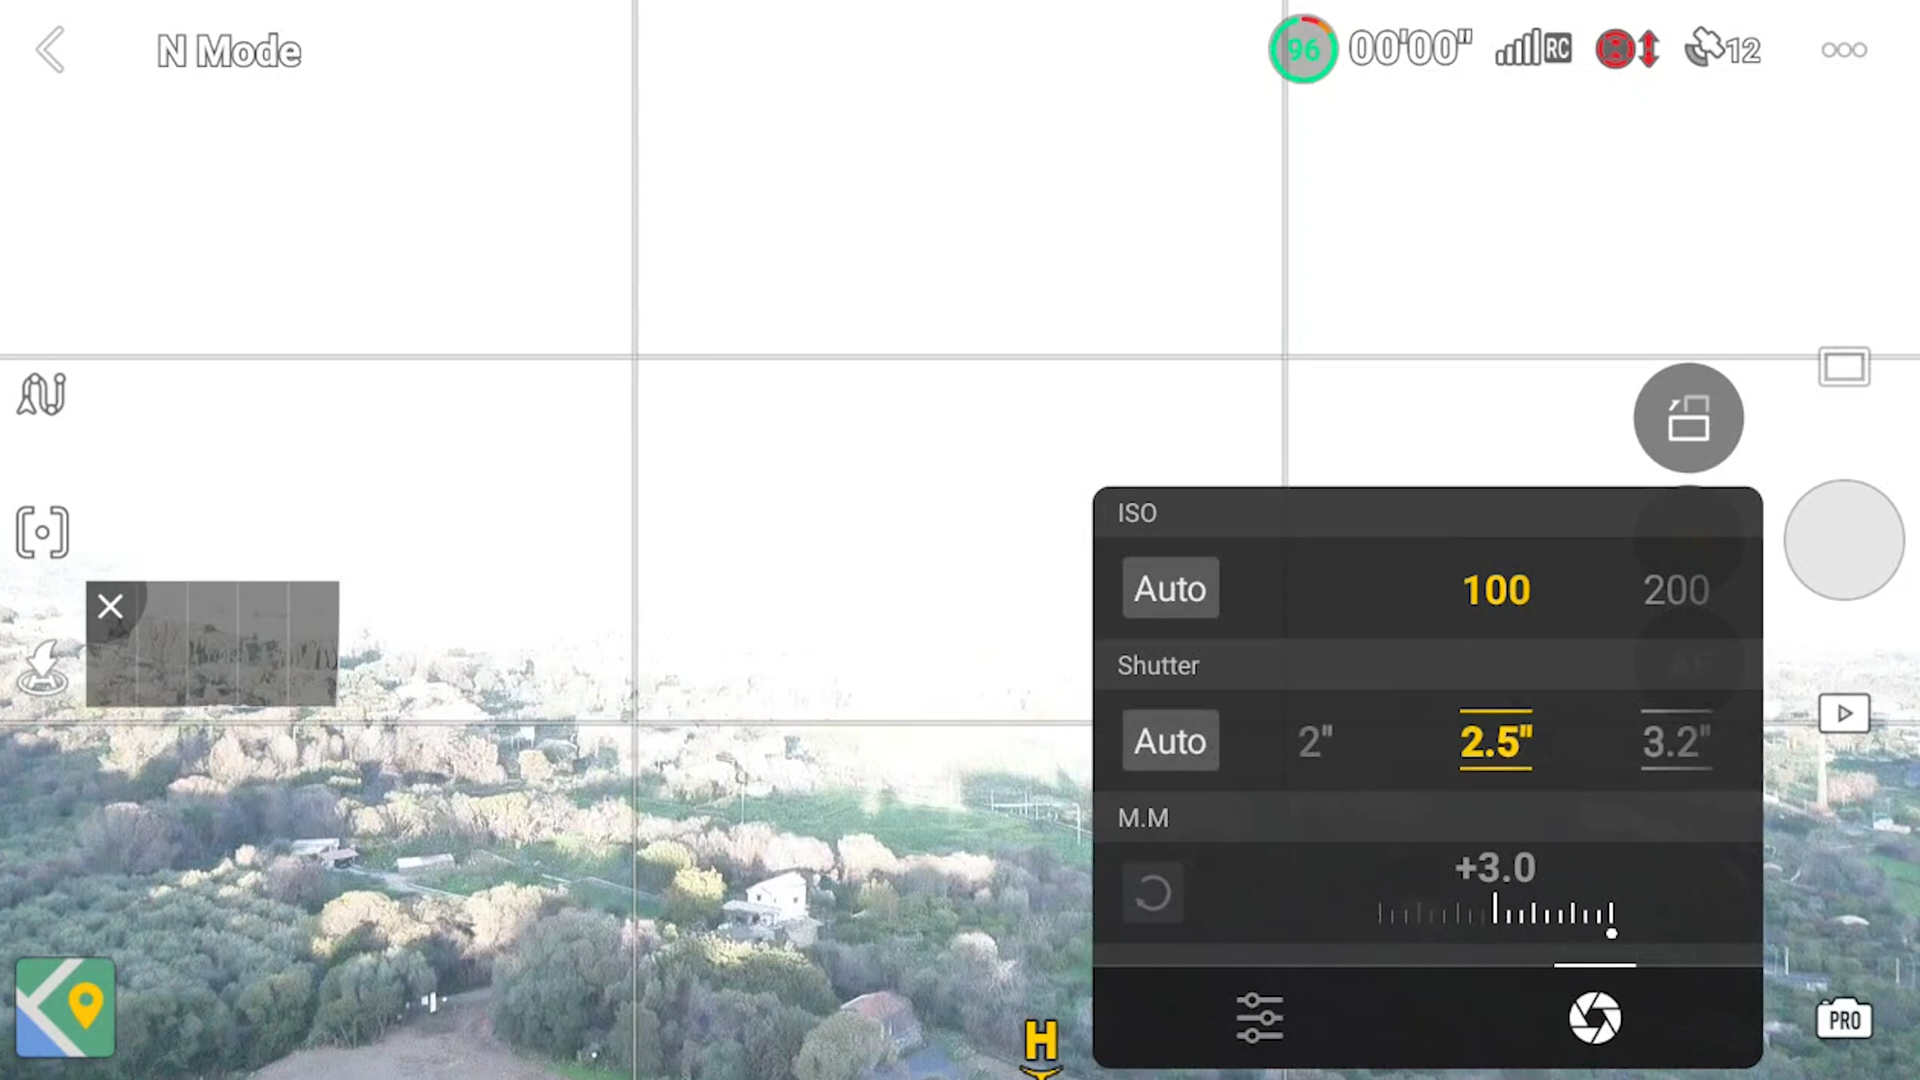 N Mode
96
00'00"
RC
12
ISO
Auto
100
200
Shutter
AF
Auto
2"
2.5"
3.2"
M.M
+3.0
H
PRO